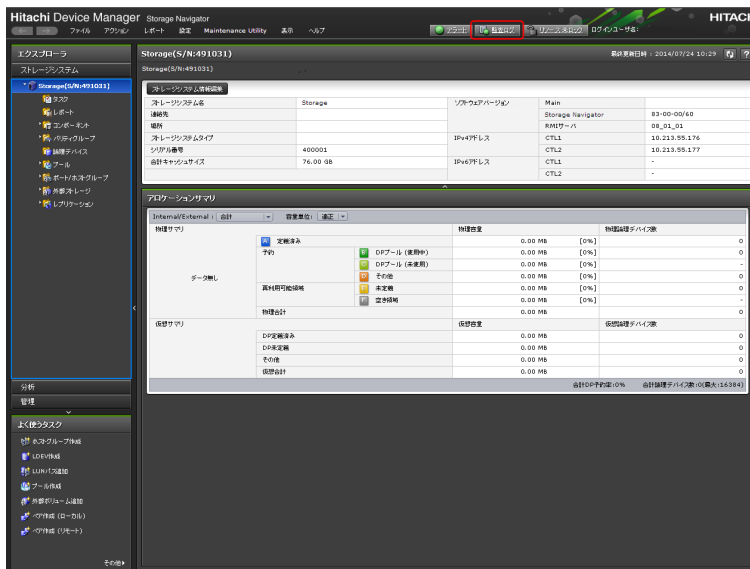 Hitachi Device Manager Storage Navigator
HITACHI
ファイル アクション レポート 設定 Maintenance Utility 表示 ヘルプ
アラート 監査ログ リソース未ロック ログインユーザ名:
エクスプローラ
ストレージシステム
Storage(S/N:491031)
タスク
レポート
コンポーネント
パリティグループ
論理デバイス
プール
ポート/ホストグループ
外部ストレージ
レプリケーション
分析
管理
よく使うタスク
ホストグループ作成
LDEV作成
LUNパス追加
プール作成
外部ボリューム追加
ペア作成 (ローカル)
ペア作成 (リモート)
その他
Storage(S/N:491031)
最終更新日時 : 2014/07/24 10:29
Storage(S/N:491031)
ストレージシステム情報編集
ストレージシステム名 Storage ソフトウェアバージョン Main
連絡先 Storage Navigator 83-00-00/60
場所 RMIサーバ 08_01_01
ストレージシステムタイプ IPv4アドレス CTL1 10.213.55.176
シリアル番号 400001 CTL2 10.213.55.177
合計キャッシュサイズ 76.00 GB IPv6アドレス CTL1 -
CTL2 -
アロケーションサマリ
Internal/External : 合計 容量単位: 適正
物理サマリ 物理容量 物理論理デバイス数
データ無し
定義済み 0.00 MB [0%] 0
予約 DPプール (使用中) 0.00 MB [0%] 0
DPプール (未使用) 0.00 MB [0%] -
その他 0.00 MB [0%] 0
再利用可能領域 未定義 0.00 MB [0%] 0
空き領域 0.00 MB [0%] -
物理合計 0.00 MB 0
仮想サマリ 仮想容量 仮想論理デバイス数
DP定義済み 0.00 MB 0
DP未定義 0.00 MB 0
その他 0.00 MB 0
仮想合計 0.00 MB 0
合計DP予約率:0% 合計論理デバイス数:0(最大:16384)